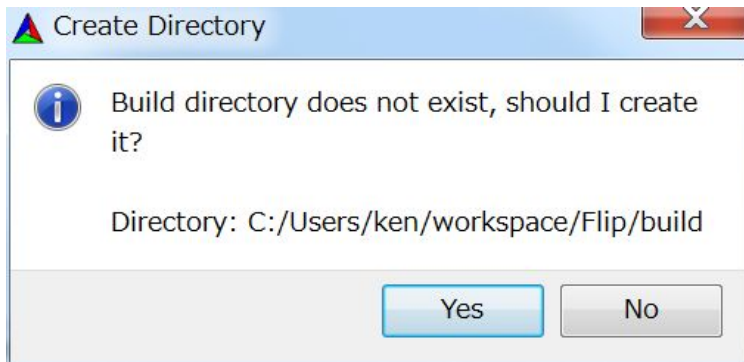 Create Directory
Build directory does not exist, should I create
it?
Directory: C:/Users/ken/workspace/Flip/build
Yes
No